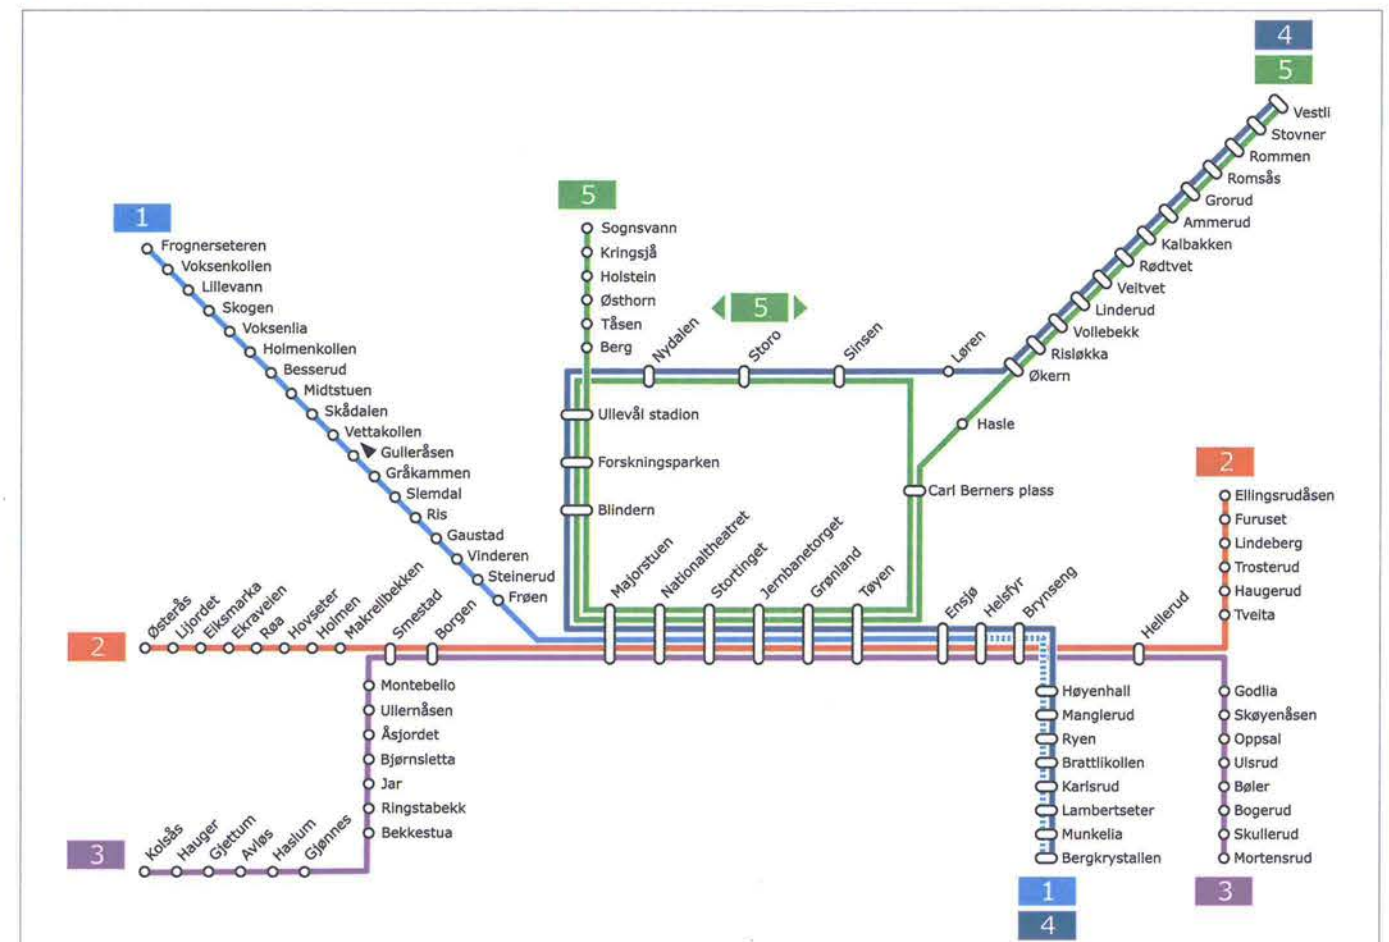 4
5
Vestli
Stovner
Rommen
Romsås
Grorud
Ammerud
Kalbakken
Rødtvet
Veitvet
Linderud
Vollebekk
Risløkka
Økern
1
Frognerseteren
Voksenkollen
Lillevann
Skogen
Voksenlia
Holmenkollen
Besserud
Midtstuen
Skådalen
Vettakollen
Gulleråsen
Gråkammen
Slemdal
Ris
Gaustad
Vinderen
Steinerud
Frøen
5
Sognsvann
Kringsjå
Holstein
Østhorn
Tåsen
Berg
5
Nydalen
Storo
Sinsen
Løren
Hasle
Carl Berners plass
Ullevål stadion
Forskningsparken
Blindern
Majorstuen
Nationaltheatret
Stortinget
Jernbanetorget
Grønland
Tøyen
Ensjø
Helsfyr
Brynseng
Hellerud
2
Ellingsrudåsen
Furuset
Lindeberg
Trosterud
Haugerud
Tveita
2
Østerås
Lijordet
Eiksmarka
Ekraveien
Røa
Hovseter
Holmen
Makrellbekken
Smestad
Borgen
Montebello
Ullernåsen
Åsjordet
Bjørnsletta
Jar
Ringstabekk
Bekkestua
3
Kolsås
Hauger
Gjettum
Avløs
Haslum
Gjønnes
Høyenhall
Manglerud
Ryen
Brattlikollen
Karlsrud
Lambertseter
Munkelia
Bergkrystallen
1
4
Godlia
Skøyenåsen
Oppsal
Ulsrud
Bøler
Bogerud
Skullerud
Mortensrud
3